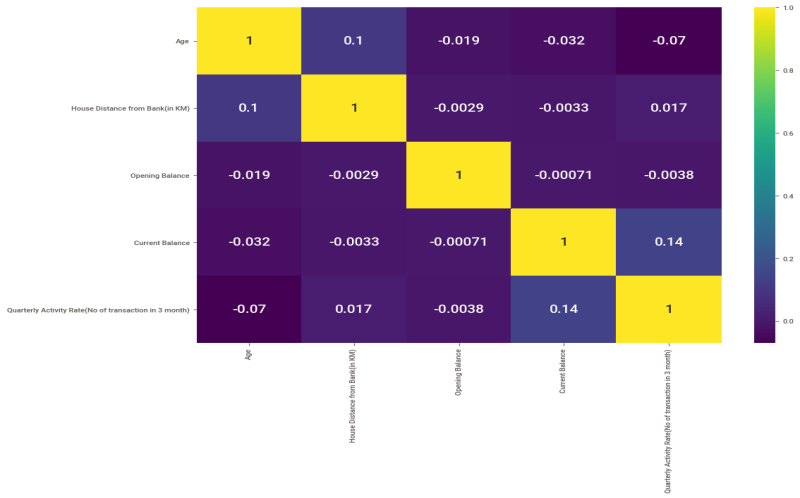 Age 1 0.1 -0.019 -0.032 -0.07
House Distance from Bank(in KM) 0.1 1 -0.0029 -0.0033 0.017
Opening Balance -0.019 -0.0029 1 -0.00071 -0.0038
Current Balance -0.032 -0.0033 -0.00071 1 0.14
Quarterly Activity Rate(No of transaction in 3 month) -0.07 0.017 -0.0038 0.14 1
Age
House Distance from Bank(in KM)
Opening Balance
Current Balance
Quarterly Activity Rate(No of transaction in 3 month)
1.0
0.8
0.6
0.4
0.2
0.0